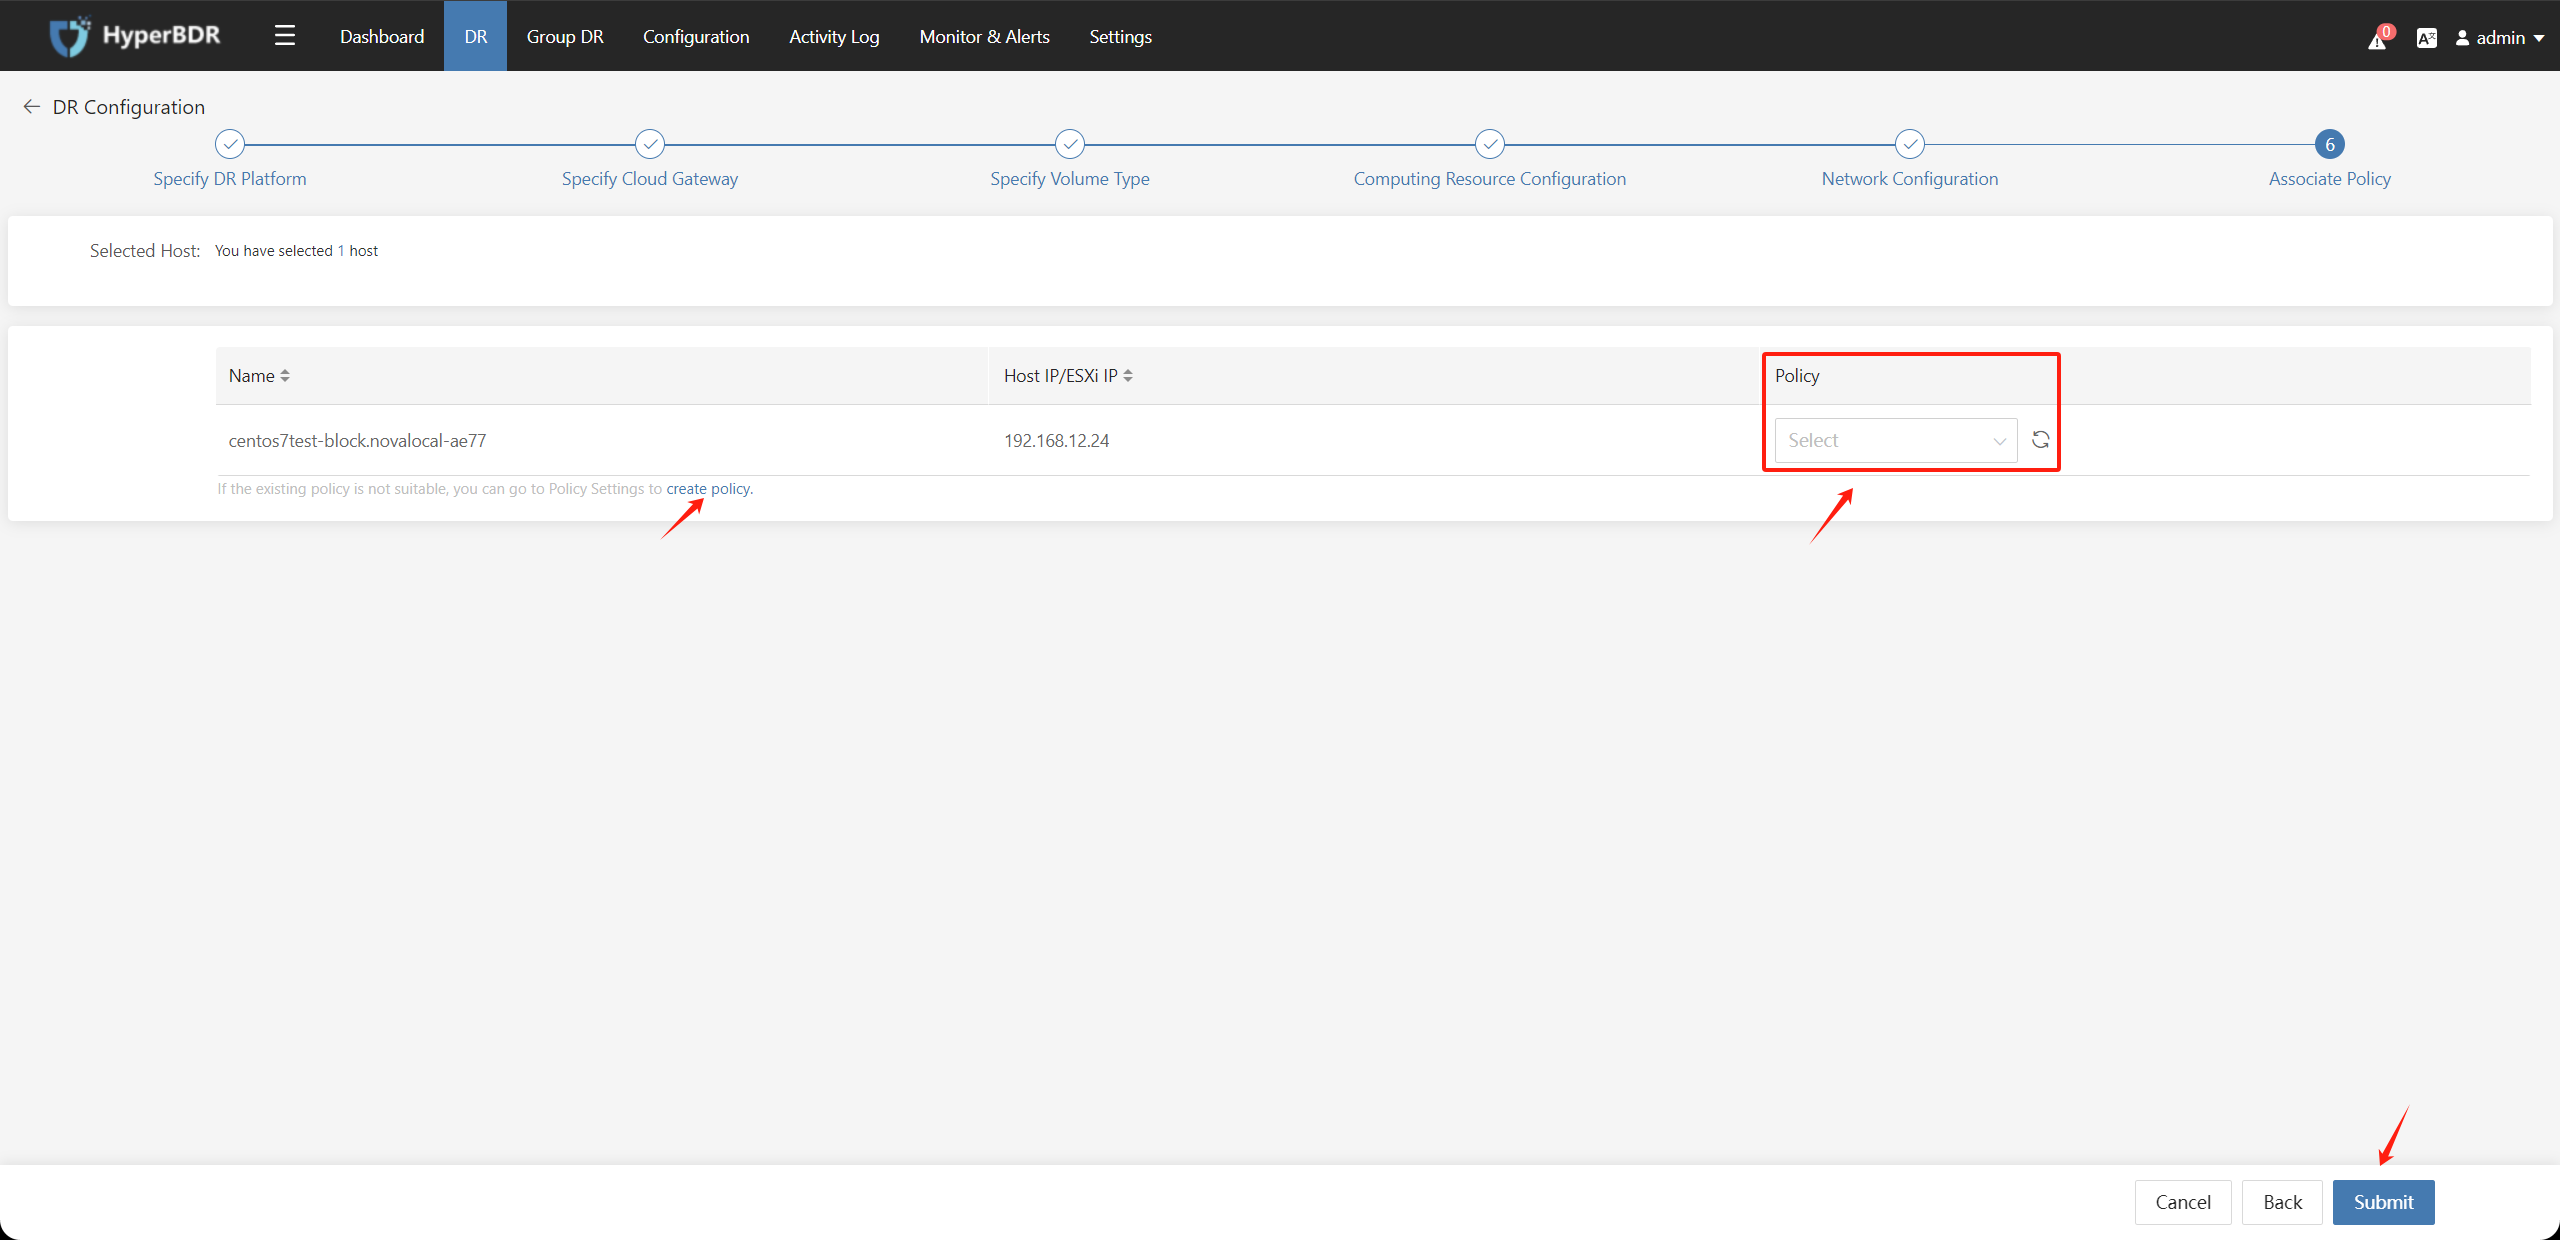 HyperBDR
Dashboard DR Group DR Configuration Activity Log Monitor & Alerts Settings 0 admin
DR Configuration
6
Specify DR Platform Specify Cloud Gateway Specify Volume Type Computing Resource Configuration Network Configuration Associate Policy
Selected Host: You have selected 1 host
Name Host IP/ESXi IP Policy
centos7test-block.novalocal-ae77 192.168.12.24 Select
If the existing policy is not suitable, you can go to Policy Settings to create policy.
Cancel Back Submit